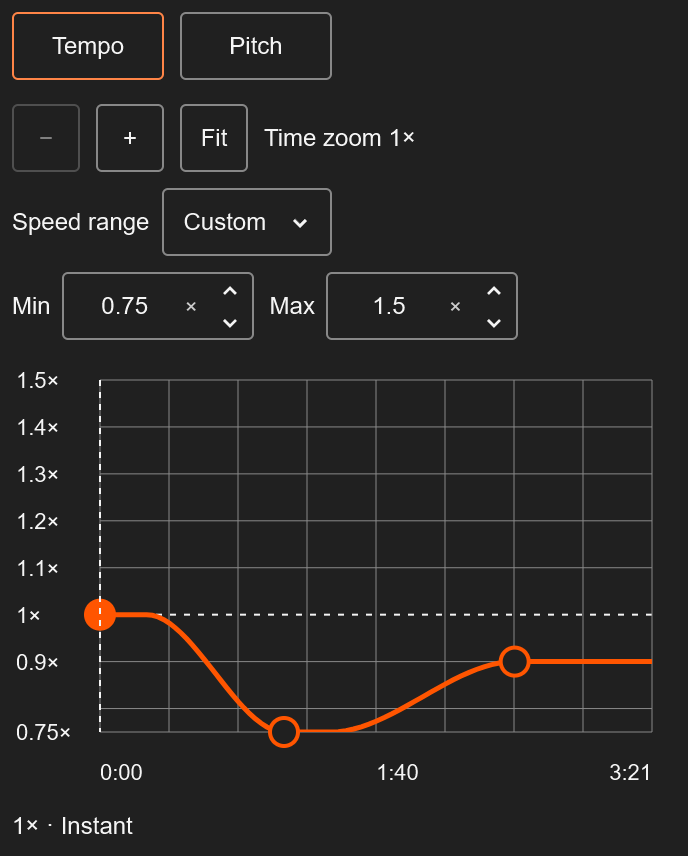 Tempo Pitch
− + Fit Time zoom 1×
Speed range Custom
Min 0.75 × Max 1.5 ×
1.5×
1.4×
1.3×
1.2×
1.1×
1×
0.9×
0.75×
0:00 1:40 3:21
1× · Instant